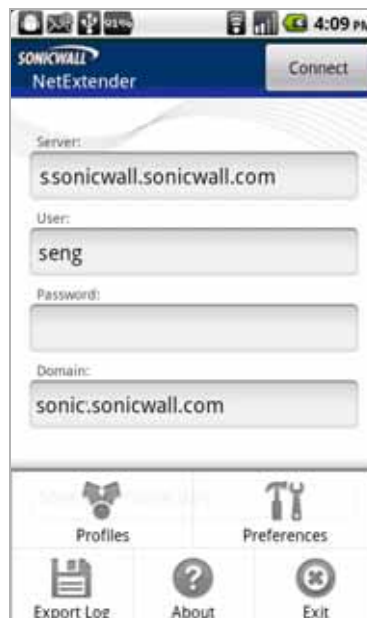 91%
4:09 PM
SONICWALL
NetExtender
Connect
Server:
ssonicwall.sonicwall.com
User:
seng
Password:
Domain:
sonic.sonicwall.com
Profiles
Preferences
Export Log
About
Exit